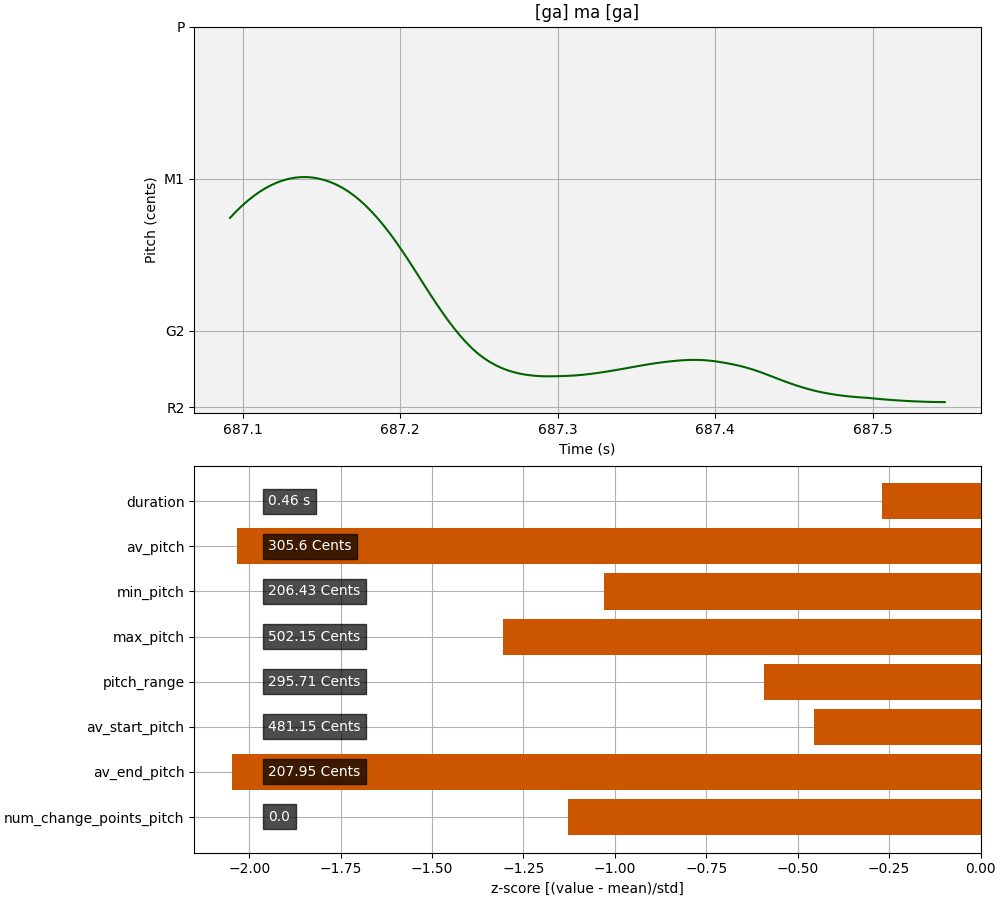 [ga] ma [ga]
P
M1
G2
R2
Pitch (cents)
687.1 687.2 687.3 687.4 687.5
Time (s)
duration 0.46 s
av_pitch 305.6 Cents
min_pitch 206.43 Cents
max_pitch 502.15 Cents
pitch_range 295.71 Cents
av_start_pitch 481.15 Cents
av_end_pitch 207.95 Cents
num_change_points_pitch 0.0
−2.00 −1.75 −1.50 −1.25 −1.00 −0.75 −0.50 −0.25 0.00
z-score [(value - mean)/std]